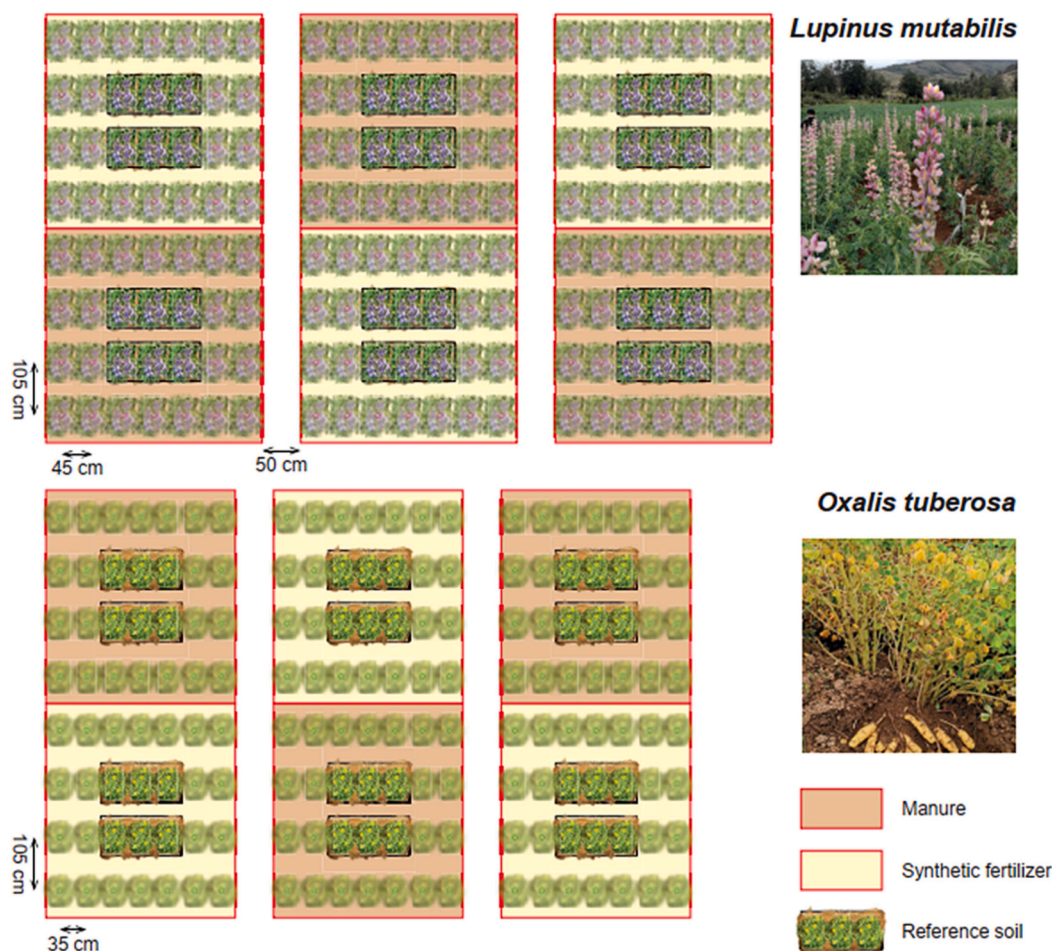 Lupinus mutabilis
105 cm
45 cm
50 cm
Oxalis tuberosa
105 cm
35 cm
Manure
Synthetic fertilizer
Reference soil